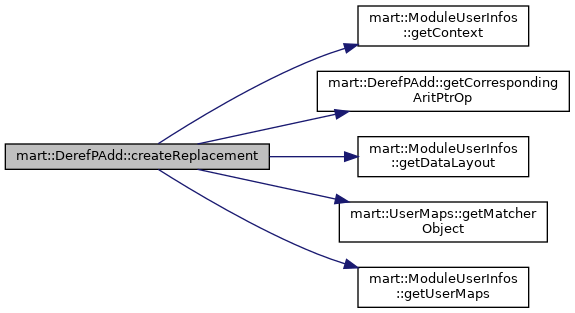 mart::ModuleUserInfos
::getContext
mart::DerefPAdd::getCorresponding
AritPtrOp
mart::DerefPAdd::createReplacement
mart::ModuleUserInfos
::getDataLayout
mart::UserMaps::getMatcher
Object
mart::ModuleUserInfos
::getUserMaps